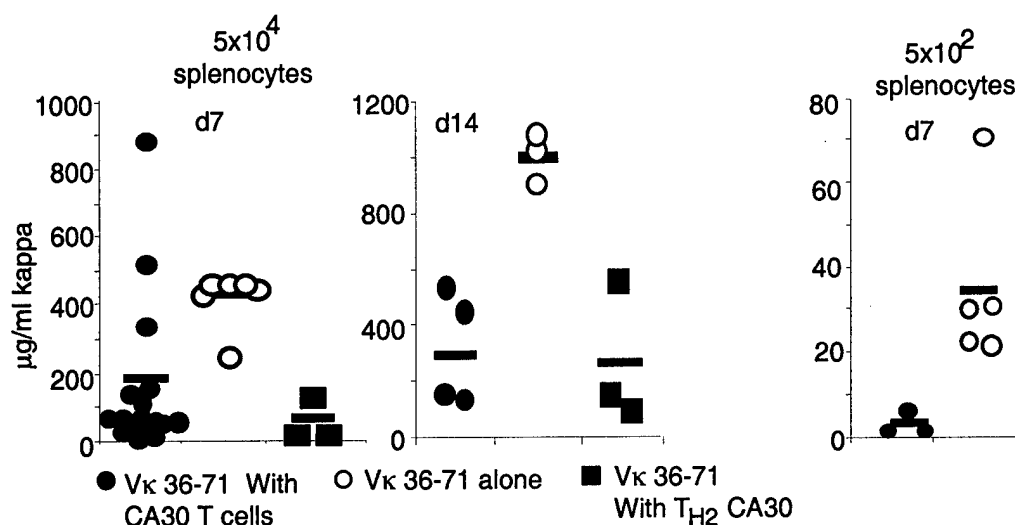 5x10^4
splenocytes
5x10^2
splenocytes
1000
800
600
400
200
0
d7
1200
800
400
0
d14
80
60
40
20
0
d7
µg/ml kappa
Vκ 36-71 With
CA30 T cells
Vκ 36-71 alone
Vκ 36-71
With T_H2 CA30